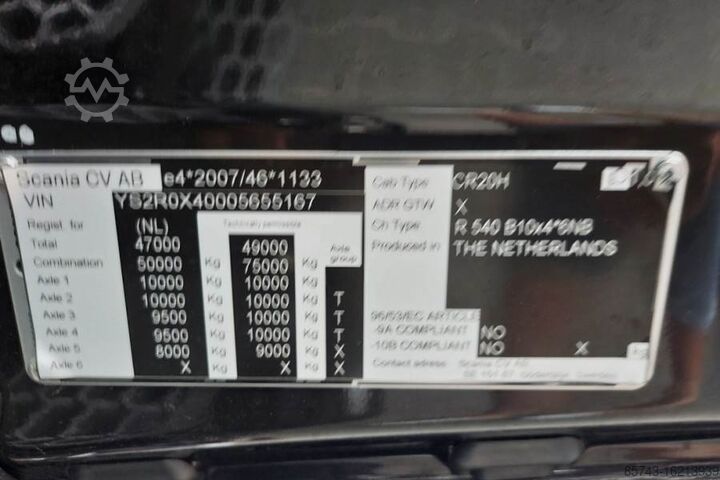 Scania CV AB e4*2007/46*1133
VIN YS2R0X40005655167
Regist. for (NL) Technically permissible
Total 47000 49000 Axle group
Combination 50000 Kg 75000 Kg
Axle 1 10000 Kg 10000 Kg
Axle 2 10000 Kg 10000 Kg T
Axle 3 9500 Kg 10000 Kg T
Axle 4 9500 Kg 10000 Kg T
Axle 5 8000 Kg 9000 Kg X
Axle 6 X Kg X Kg X
Cab Type CR20H
ADR GTW X
Ch Type R 540 B10x4*6NB
Produced in THE NETHERLANDS
96/53/EC ARTICLE
-9A COMPLIANT NO
-10B COMPLIANT NO X
Contact adress Scania CV AB
65743-16213939